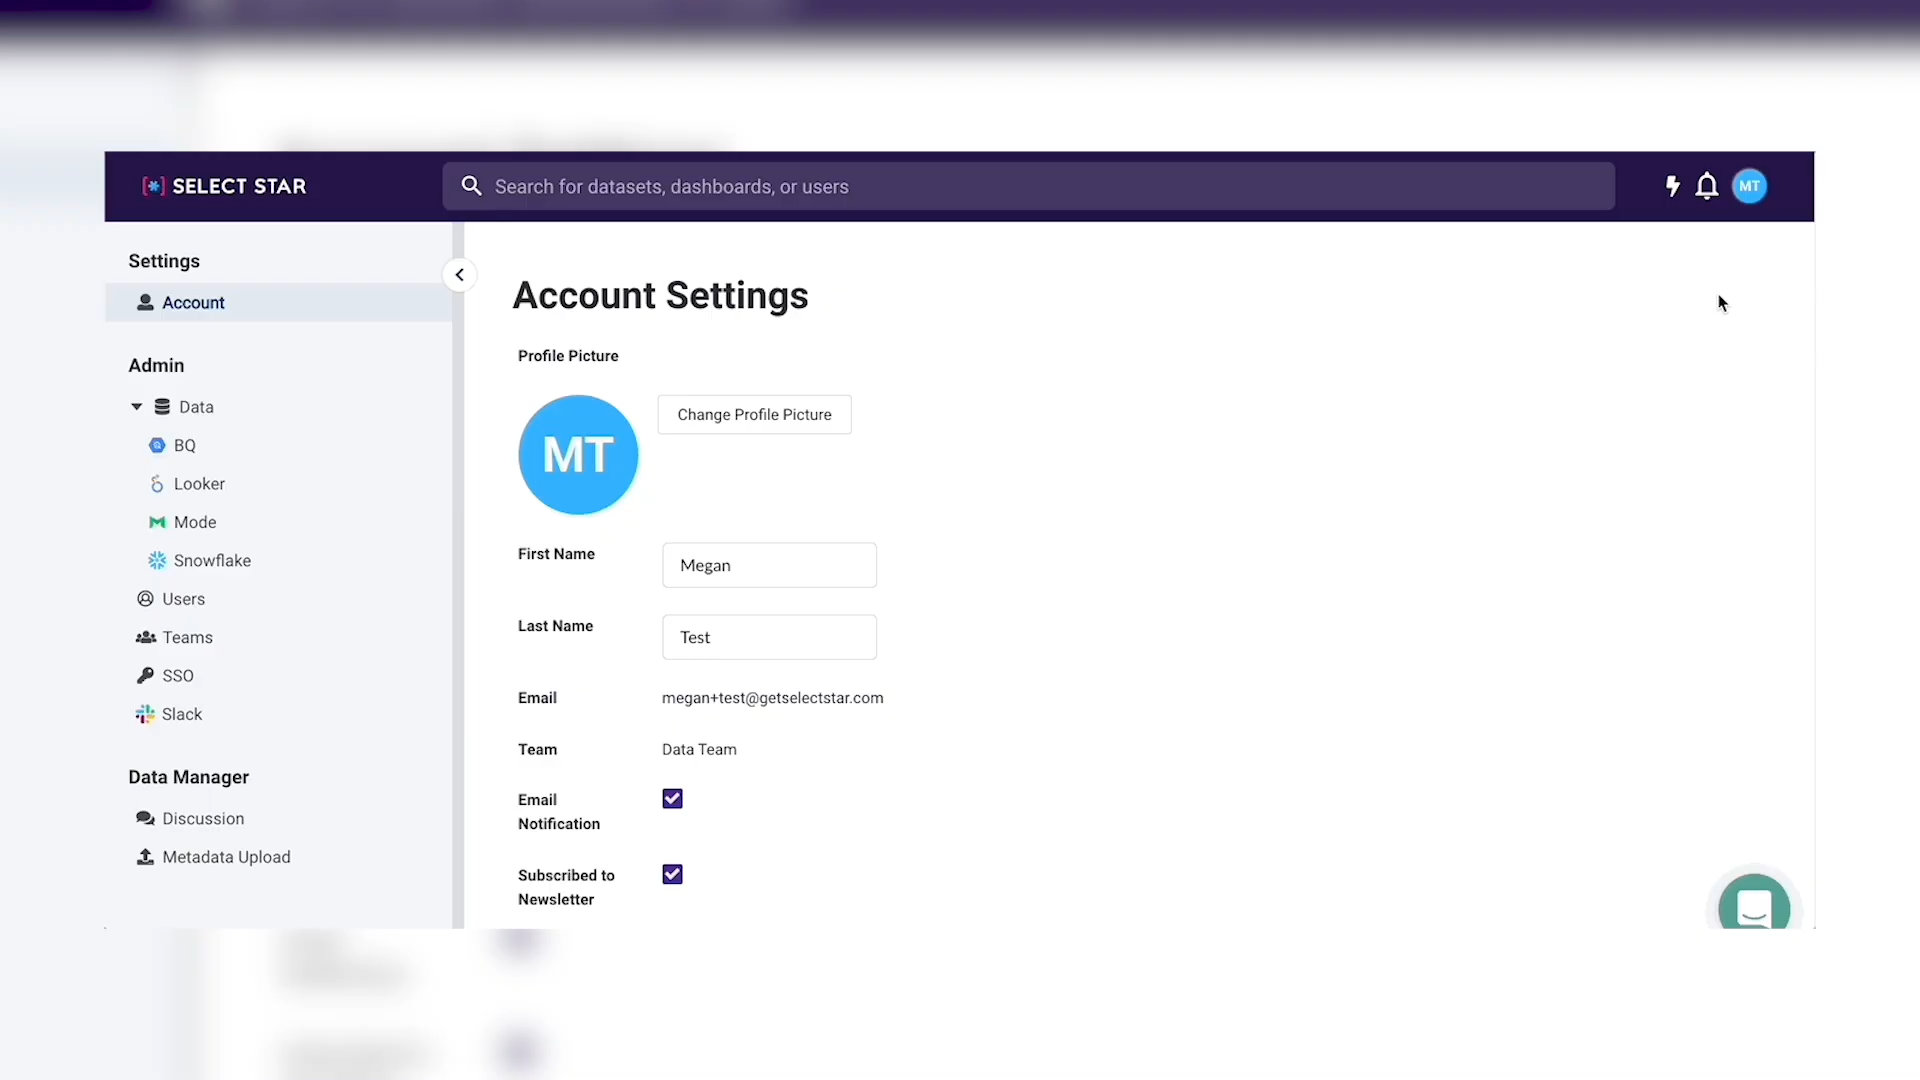 [*] SELECT STAR
Search for datasets, dashboards, or users
MT
Settings
Account
Admin
Data
BQ
Looker
Mode
Snowflake
Users
Teams
SSO
Slack
Data Manager
Discussion
Metadata Upload
Account Settings
Profile Picture
MT
Change Profile Picture
First Name
Megan
Last Name
Test
Email
megan+test@getselectstar.com
Team
Data Team
Email
Notification
Subscribed to
Newsletter